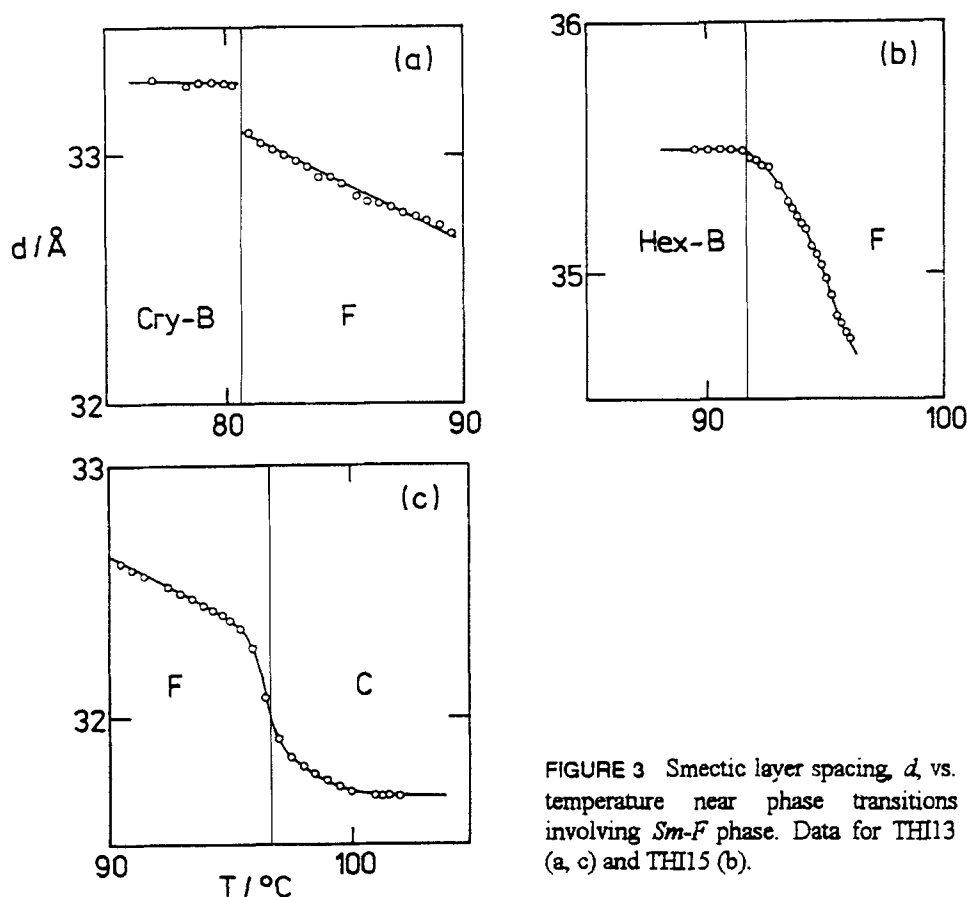 (a)
33
d / Å
Cry-B
F
32
80
90
36
(b)
Hex-B
F
35
90
100
33
(c)
F
C
32
90
100
T / °C
FIGURE 3 Smectic layer spacing, d, vs.
temperature near phase transitions
involving Sm-F phase. Data for THI13
(a, c) and THI15 (b).